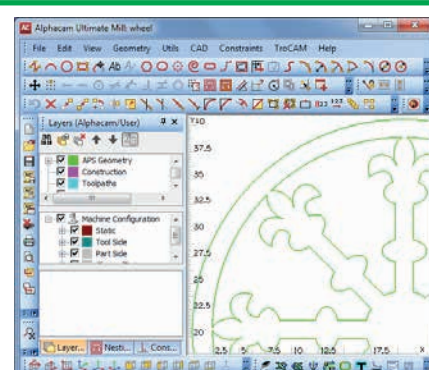 Alphacam Ultimate Mill: wheel
File Edit View Geometry Utils CAD Constraints TroCAM Help
Layers (Alphacam/User)
APS Geometry
Construction
Toolpaths
Machine Configuration
Static
Tool Side
Part Side
Layer... Nesti... Cons...
Y10
37.5
35
32.5
30
27.5
25
22.5
20
2.5 5 7.5 10 12.5 17.5 X